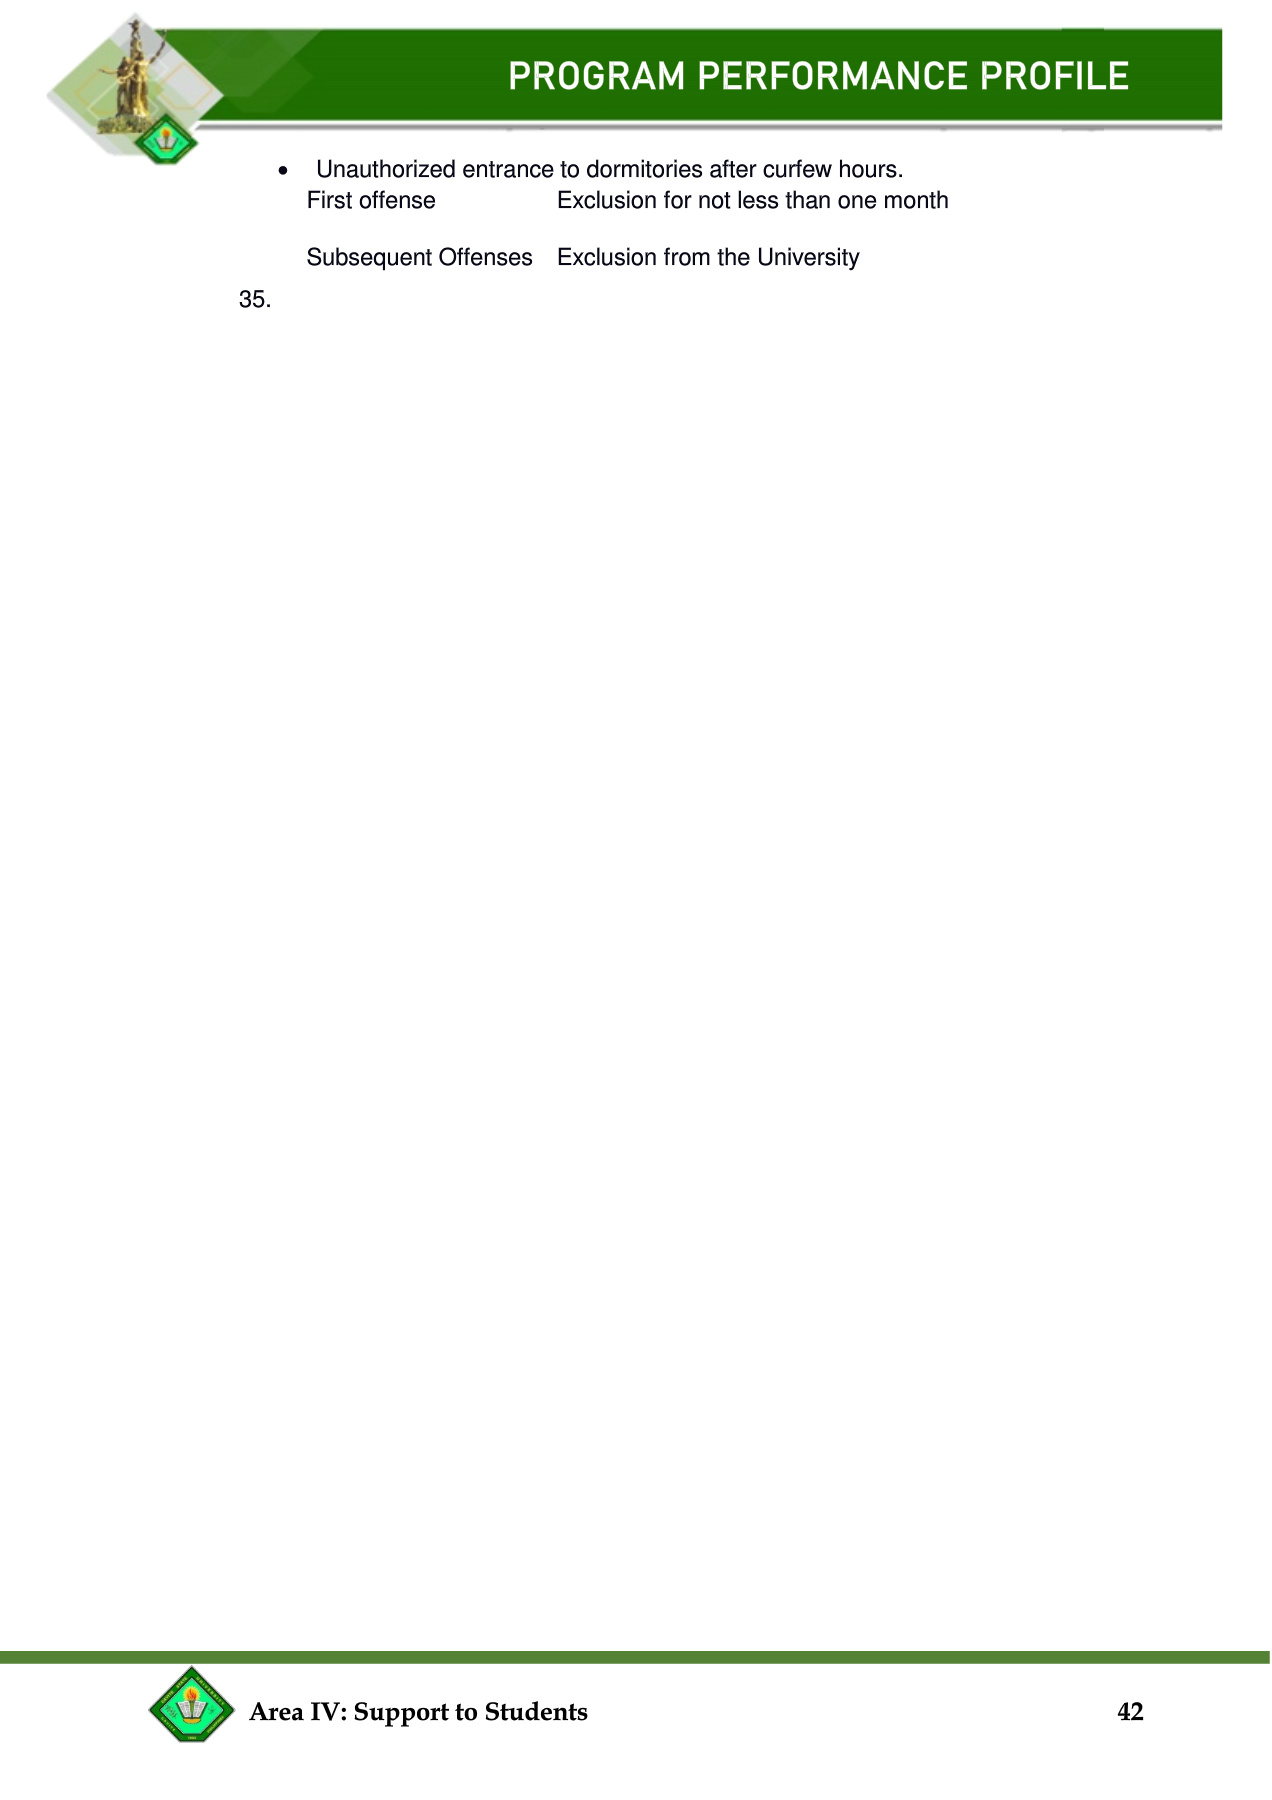 PROGRAM PERFORMANCE PROFILE
• Unauthorized entrance to dormitories after curfew hours.
First offense Exclusion for not less than one month
Subsequent Offenses Exclusion from the University
35.
Area IV: Support to Students 42